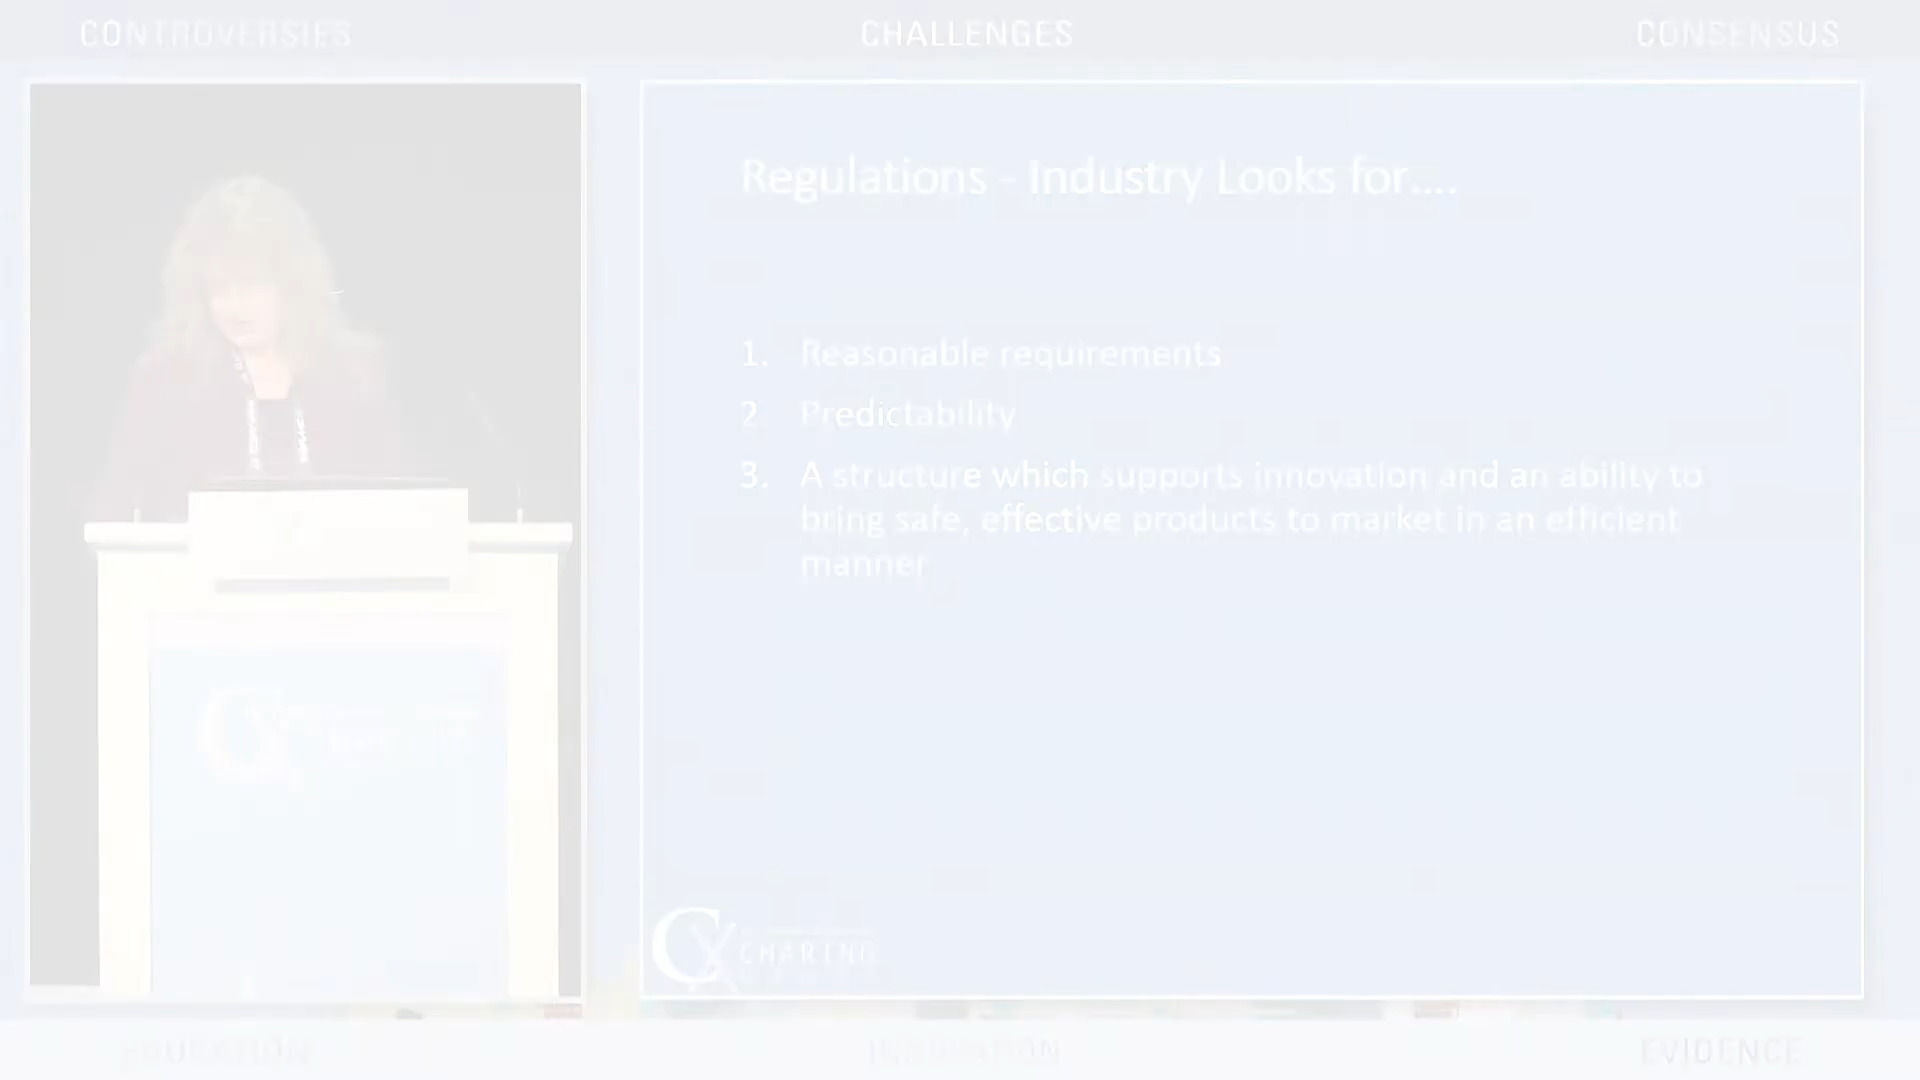 CONTROVERSIES
CHALLENGES
CONSENSUS
Regulations - Industry Looks for....
1. Reasonable requirements
2. Predictability
3. A structure which supports innovation and an ability to
bring safe, effective products to market in an efficient
manner
CX CHARING
EDUCATION
INNOVATION
EVIDENCE